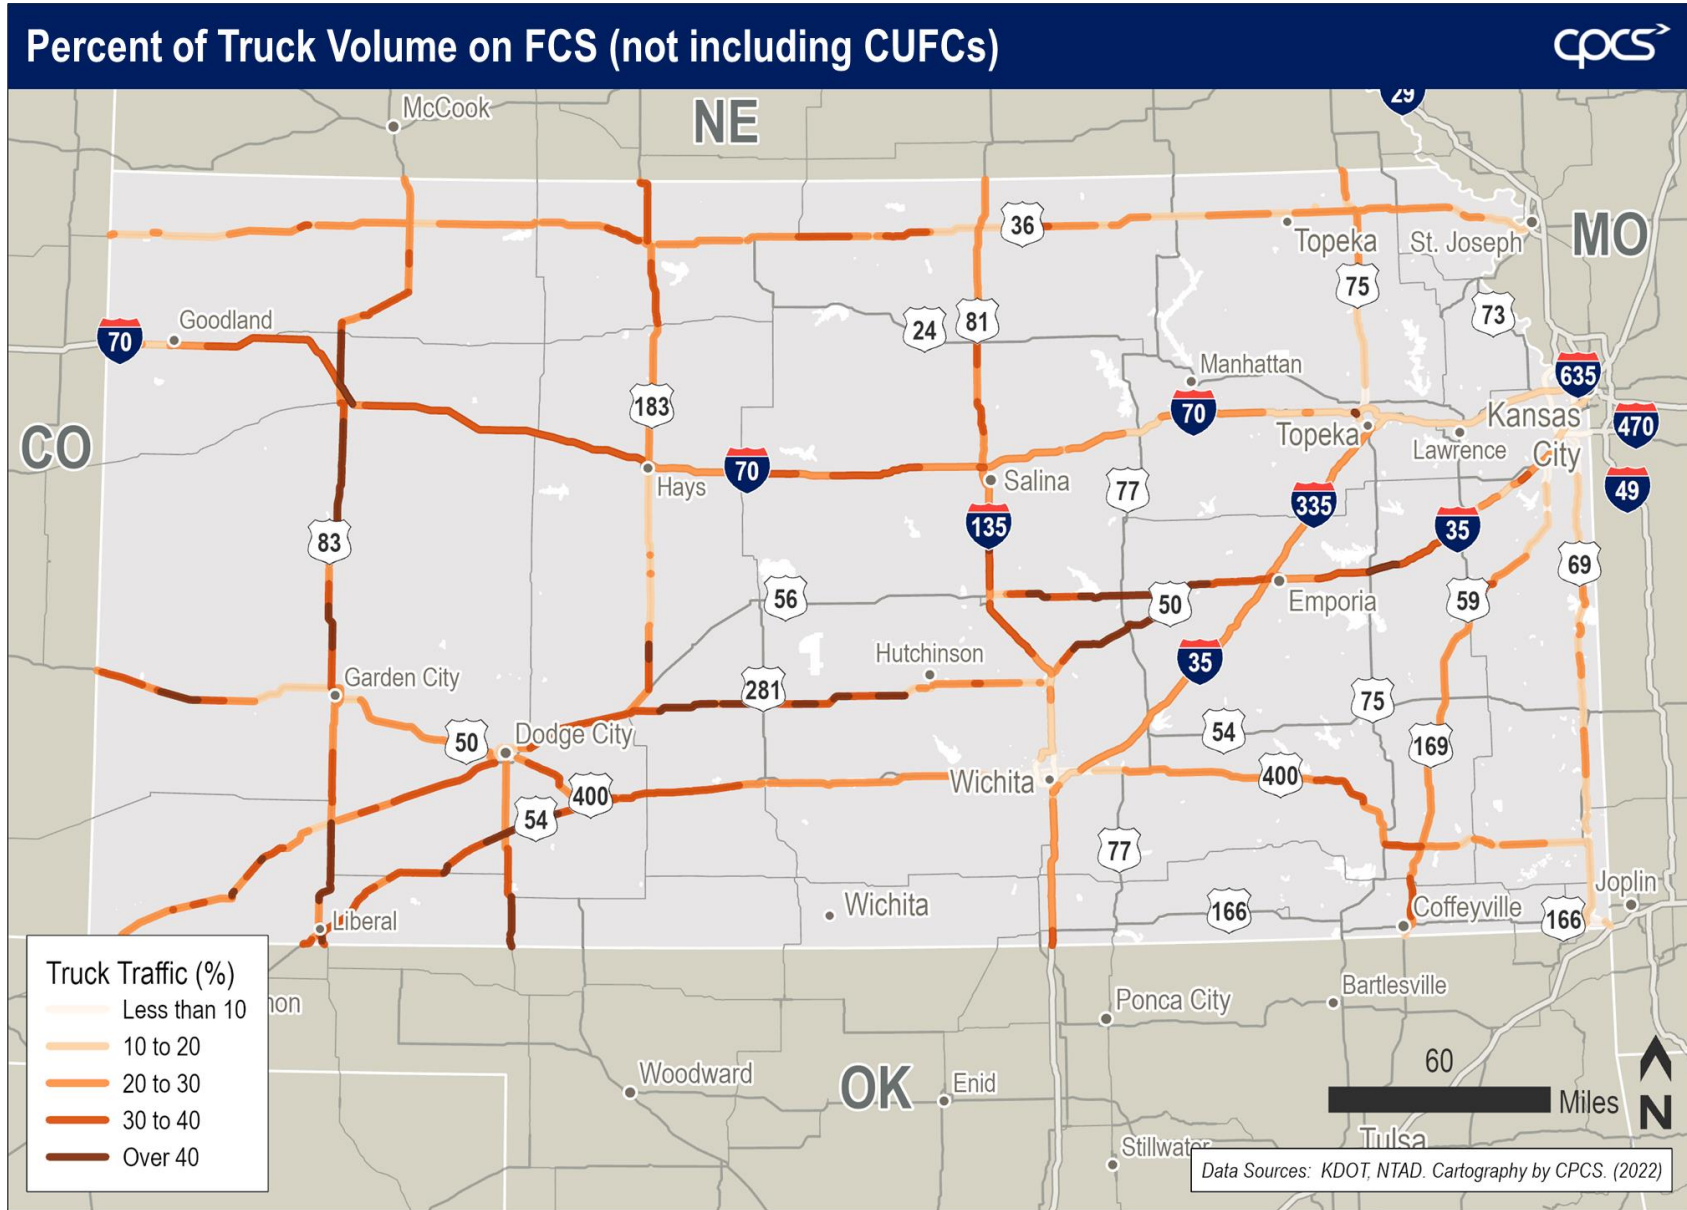 Percent of Truck Volume on FCS (not including CUFCs)
cpcs
29
McCook
NE
MO
36
Topeka
St. Joseph
75
73
Goodland
70
24
81
Manhattan
635
183
70
Kansas
City
470
Topeka
Lawrence
CO
70
Hays
Salina
77
335
49
135
35
83
69
56
50
Emporia
59
Hutchinson
35
Garden City
281
75
50
Dodge City
54
169
400
Wichita
400
54
77
Liberal
Wichita
166
Coffeyville
Joplin
166
Truck Traffic (%)
Less than 10
10 to 20
20 to 30
30 to 40
Over 40
non
Ponca City
Bartlesville
Woodward
OK
Enid
60
Miles
N
Stillwater
Tulsa
Data Sources: KDOT, NTAD. Cartography by CPCS. (2022)